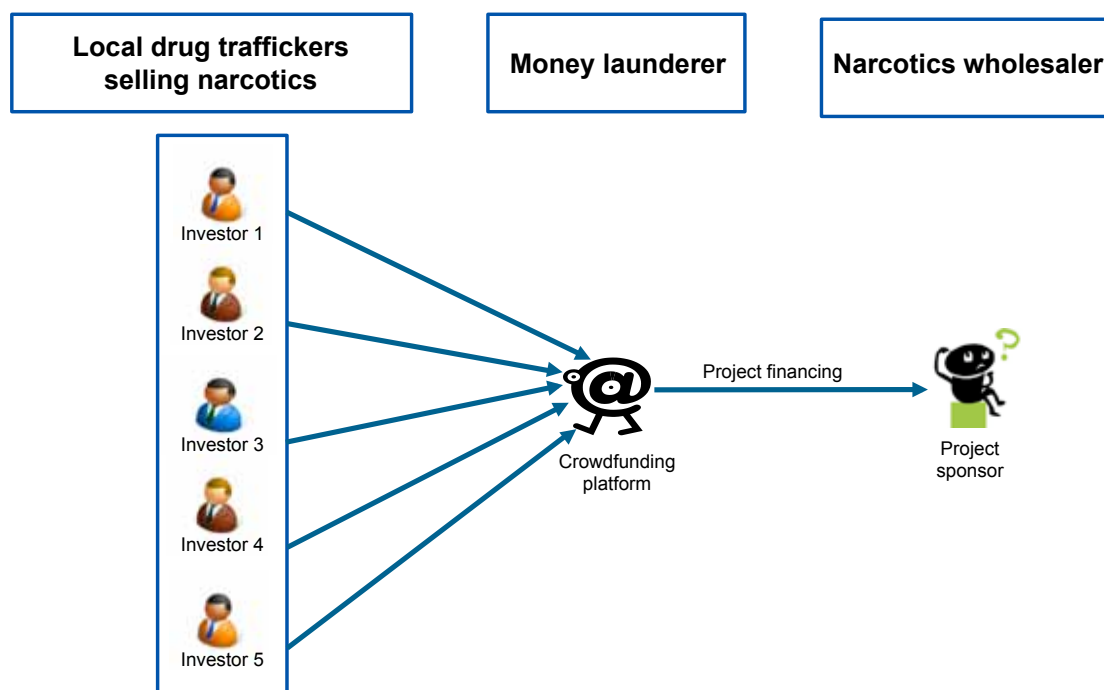 Local drug traffickers
selling narcotics
Money launderer
Narcotics wholesaler
Investor 1
Investor 2
Investor 3
Investor 4
Investor 5
Crowdfunding
platform
Project financing
Project
sponsor